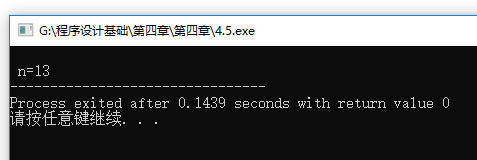 G:\程序设计基础\第四章\第四章\4.5.exe
n=13
--------------------------------
Process exited after 0.1439 seconds with return value 0
请按任意键继续. . .